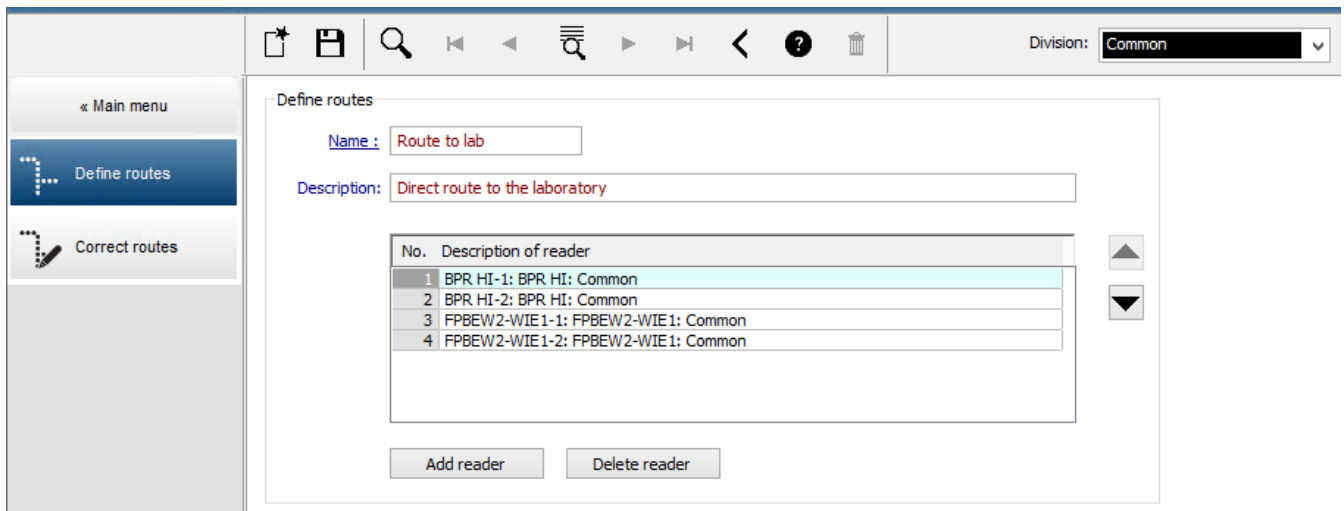 Division: Common
« Main menu
Define routes
Correct routes
Define routes
Name : Route to lab
Description: Direct route to the laboratory
No. Description of reader
1 BPR HI-1: BPR HI: Common
2 BPR HI-2: BPR HI: Common
3 FPBEW2-WIE1-1: FPBEW2-WIE1: Common
4 FPBEW2-WIE1-2: FPBEW2-WIE1: Common
Add reader Delete reader